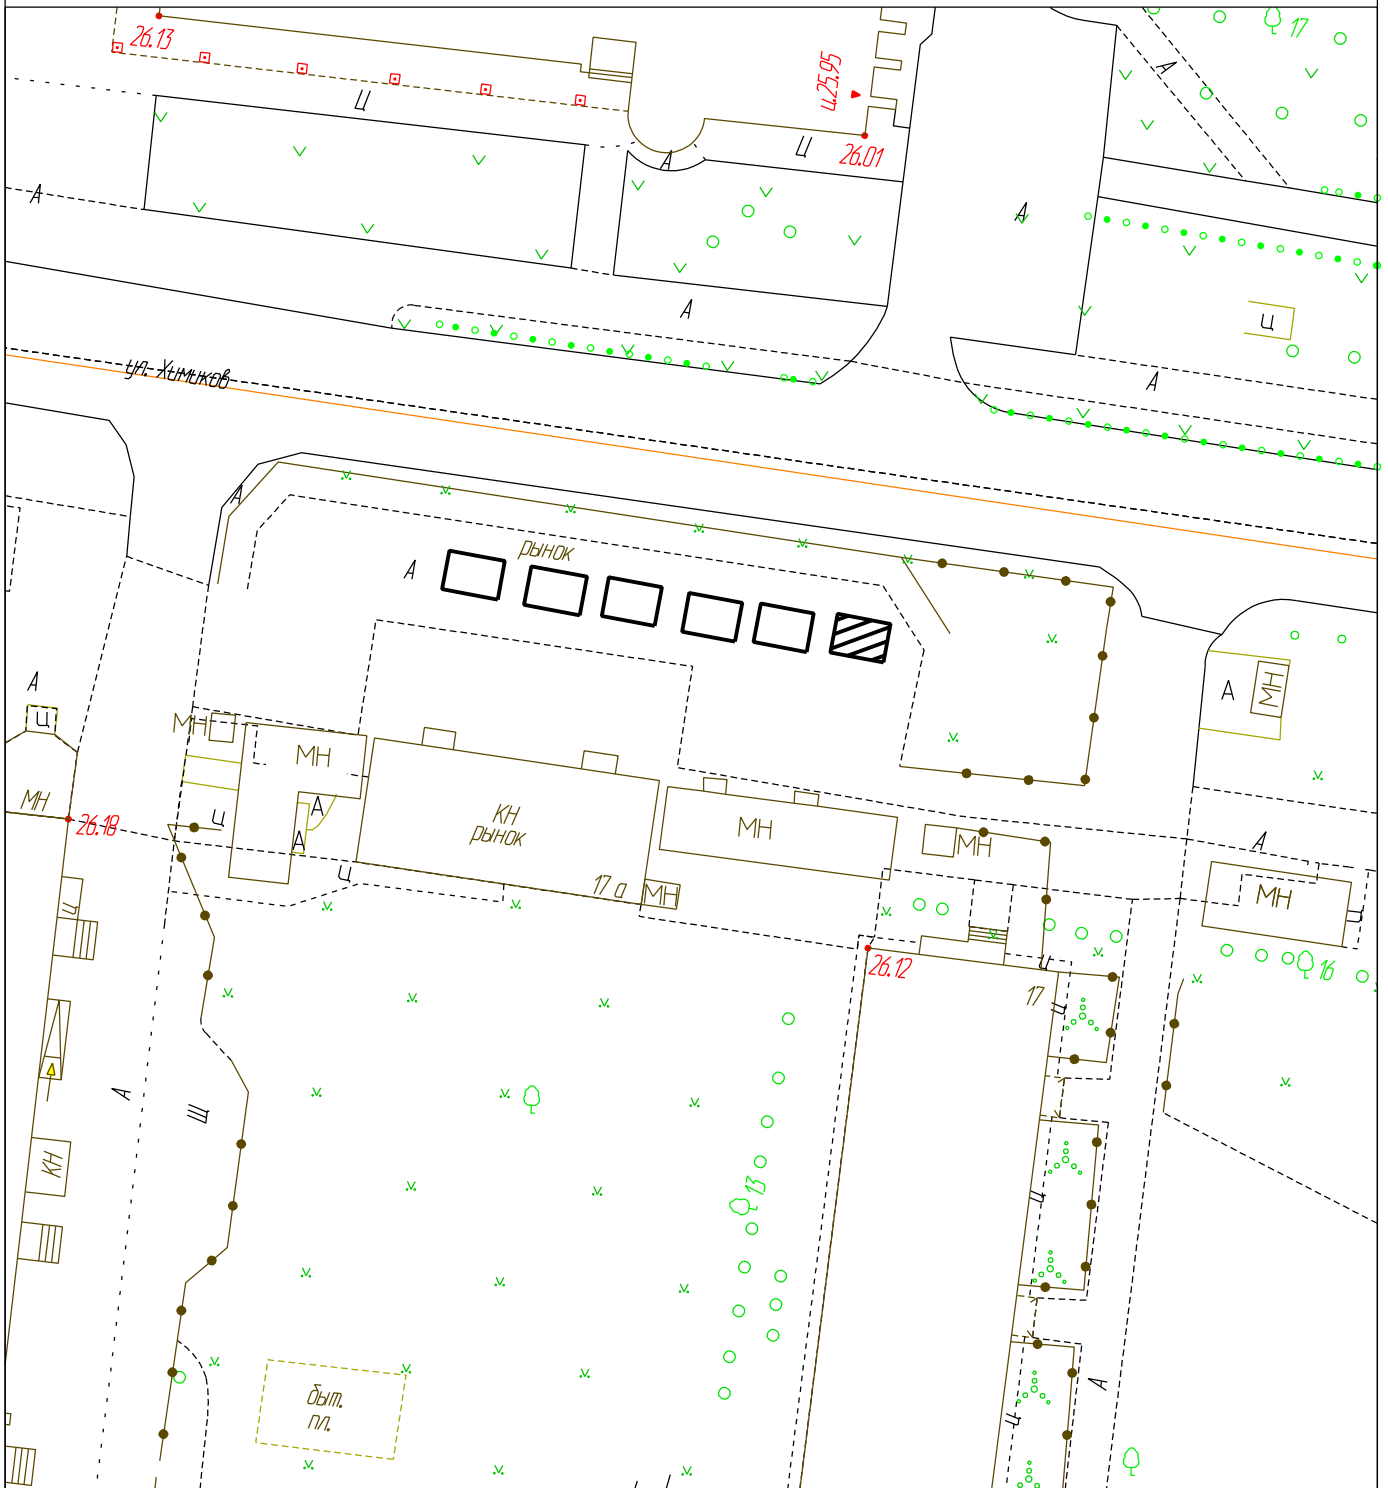 26.13
17
А
и.25.95
Ц
Ц
26.01
А
А
А
Ц
А
ул. Химиков
А
А
рынок
А
А
А
МН
Ц
МН
МН
КН
рынок
МН
МН
26.18
Ц
А
А
МН
А
Ц
17 а
МН
МН
Ц
26.12
Ц
17
16
Ц
Ц
А
Ш
КН
13
Ц
А
быт.
пл.
Ц